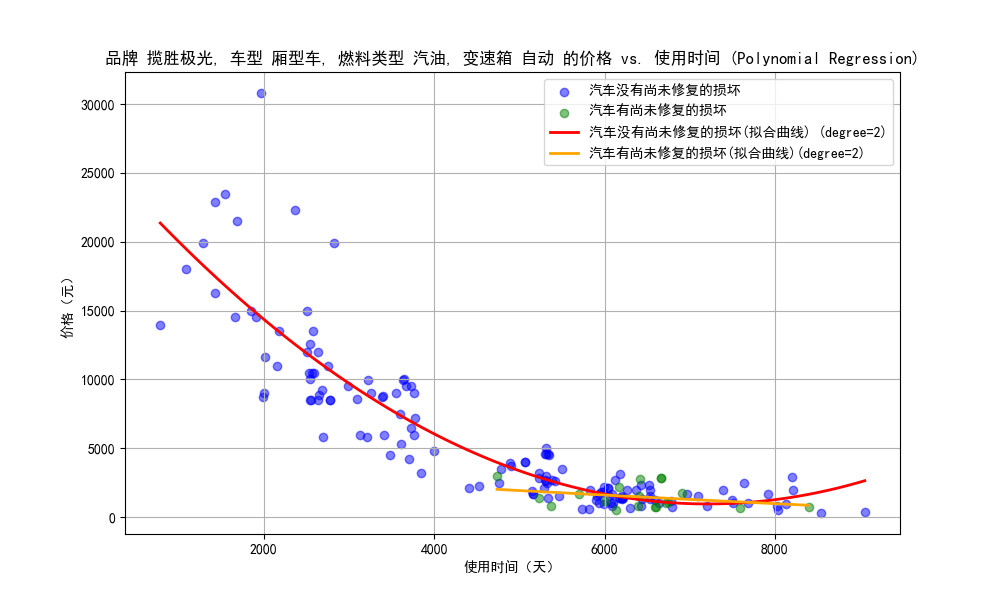 品牌 揽胜极光, 车型 厢型车, 燃料类型 汽油, 变速箱 自动 的价格 vs. 使用时间 (Polynomial Regression)
汽车没有尚未修复的损坏
汽车有尚未修复的损坏
汽车没有尚未修复的损坏(拟合曲线) (degree=2)
汽车有尚未修复的损坏(拟合曲线)(degree=2)
价格（元）
30000
25000
20000
15000
10000
5000
0
2000 4000 6000 8000
使用时间（天）